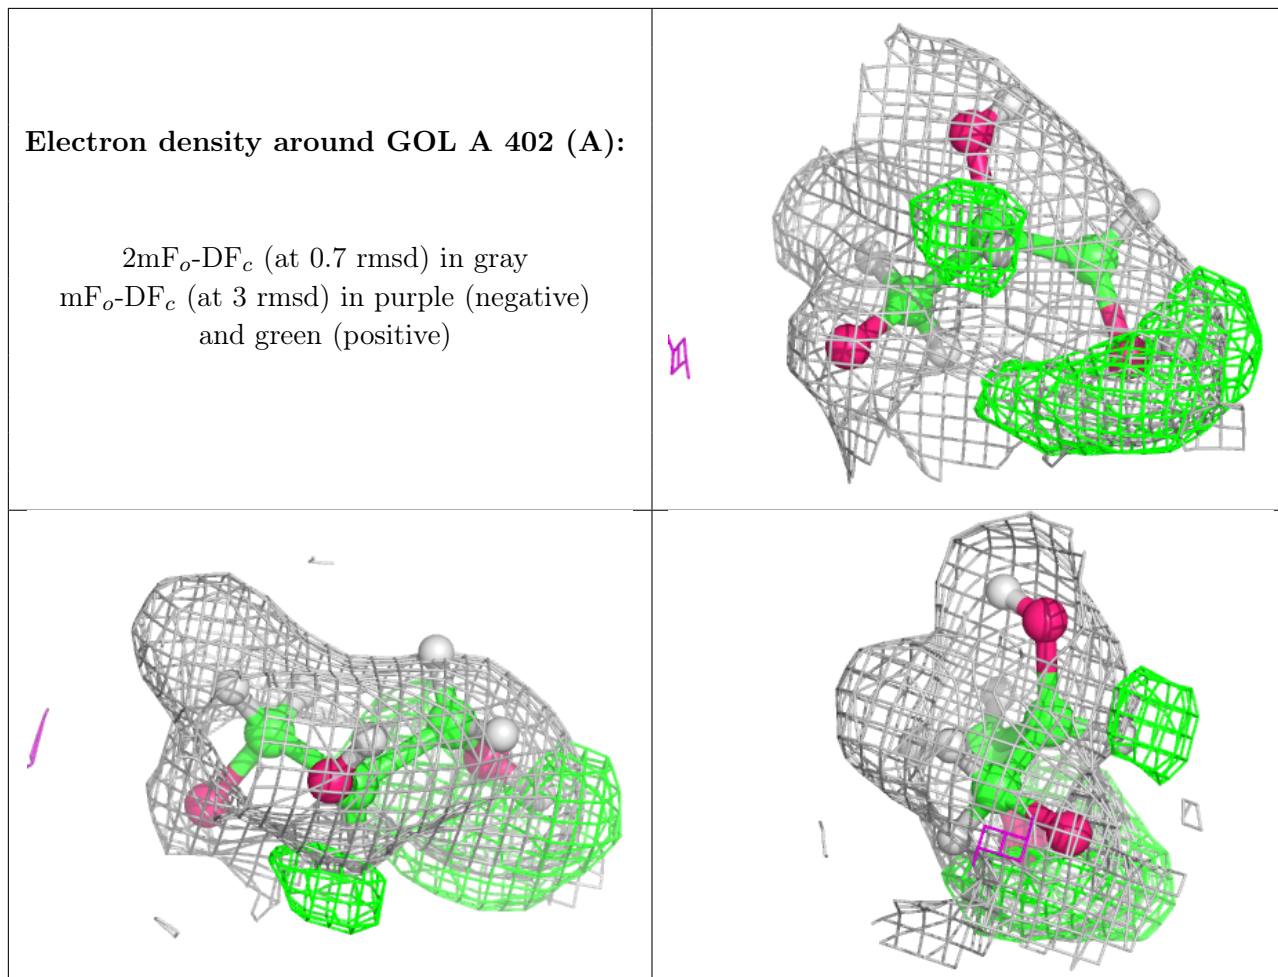 Electron density around GOL A 402 (A):
2mFo-DFc (at 0.7 rmsd) in gray
mFo-DFc (at 3 rmsd) in purple (negative)
and green (positive)